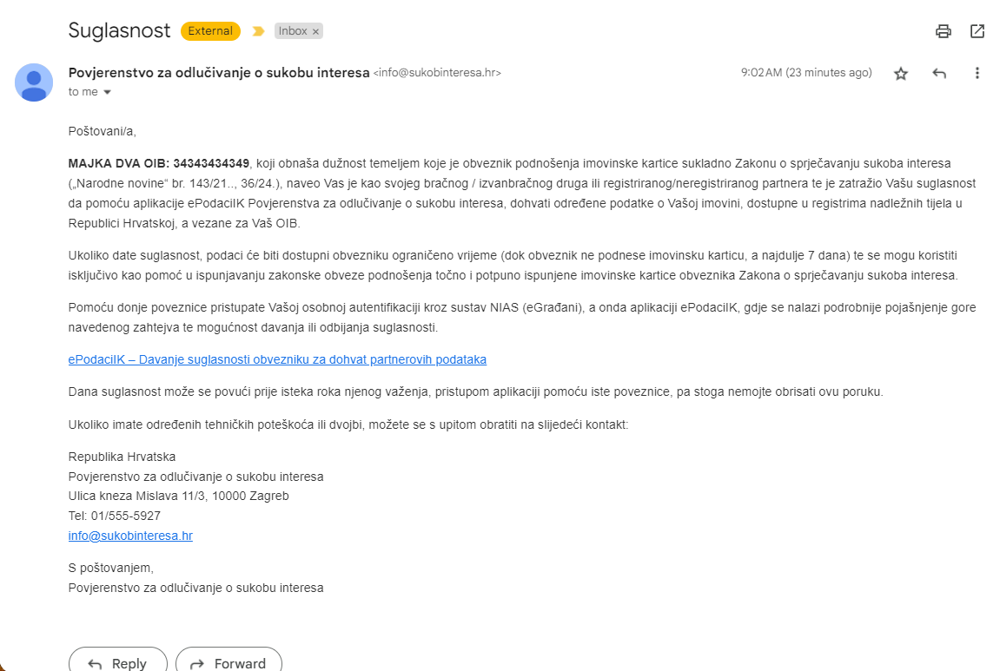 Suglasnost External Inbox ×
Povjerenstvo za odlučivanje o sukobu interesa <info@sukobinteresa.hr> 9:02 AM (23 minutes ago)
to me
Poštovani/a,
MAJKA DVA OIB: 34343434349, koji obnaša dužnost temeljem koje je obveznik podnošenja imovinske kartice sukladno Zakonu o sprječavanju sukoba interesa
(„Narodne novine“ br. 143/21.., 36/24.), naveo Vas je kao svojeg bračnog / izvanbračnog druga ili registriranog/neregistriranog partnera te je zatražio Vašu suglasnost
da pomoću aplikacije ePodaciIK Povjerenstva za odlučivanje o sukobu interesa, dohvati određene podatke o Vašoj imovini, dostupne u registrima nadležnih tijela u
Republici Hrvatskoj, a vezane za Vaš OIB.
Ukoliko date suglasnost, podaci će biti dostupni obvezniku ograničeno vrijeme (dok obveznik ne podnese imovinsku karticu, a najdulje 7 dana) te se mogu koristiti
isključivo kao pomoć u ispunjavanju zakonske obveze podnošenja točno i potpuno ispunjene imovinske kartice obveznika Zakona o sprječavanju sukoba interesa.
Pomoću donje poveznice pristupate Vašoj osobnoj autentifikaciji kroz sustav NIAS (eGrađani), a onda aplikaciji ePodaciIK, gdje se nalazi podrobnije pojašnjenje gore
navedenog zahtjeva te mogućnost davanja ili odbijanja suglasnosti.
ePodaciIK – Davanje suglasnosti obvezniku za dohvat partnerovih podataka
Dana suglasnost može se povući prije isteka roka njenog važenja, pristupom aplikaciji pomoću iste poveznice, pa stoga nemojte obrisati ovu poruku.
Ukoliko imate određenih tehničkih poteškoća ili dvojbi, možete se s upitom obratiti na slijedeći kontakt:
Republika Hrvatska
Povjerenstvo za odlučivanje o sukobu interesa
Ulica kneza Mislava 11/3, 10000 Zagreb
Tel: 01/555-5927
info@sukobinteresa.hr
S poštovanjem,
Povjerenstvo za odlučivanje o sukobu interesa
Reply Forward